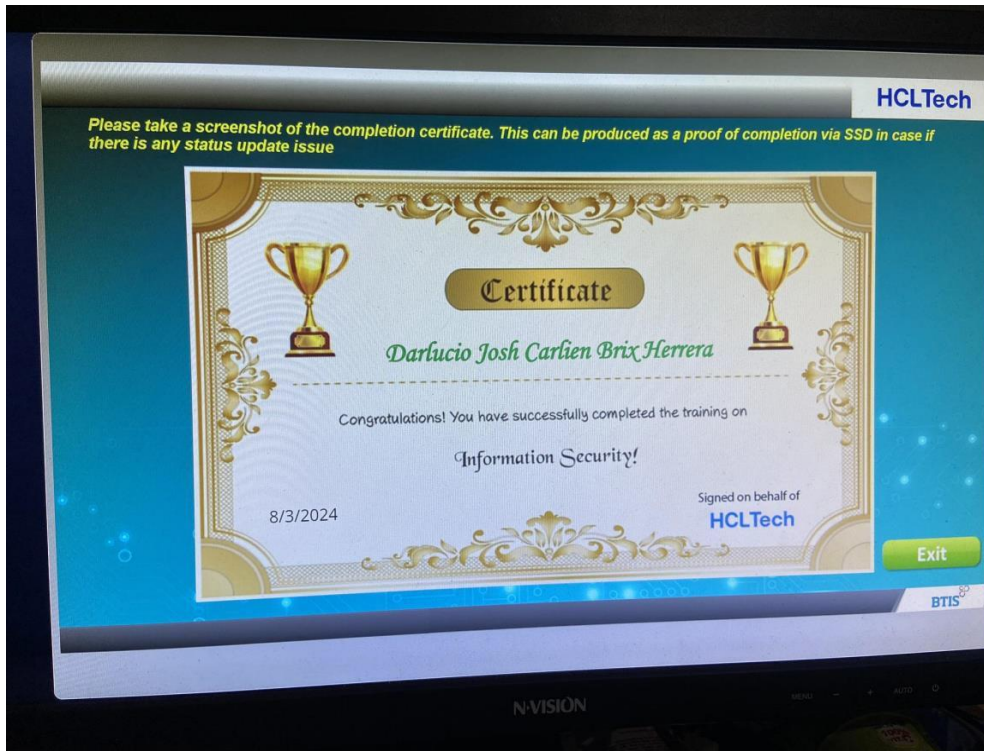 HCLTech
Please take a screenshot of the completion certificate. This can be produced as a proof of completion via SSD in case if
there is any status update issue
Certificate
Darlucio Josh Carlien Brix Herrera
Congratulations! You have successfully completed the training on
Information Security!
8/3/2024
Signed on behalf of
HCLTech
Exit
BTIS
N-VISION
MENU - + AUTO